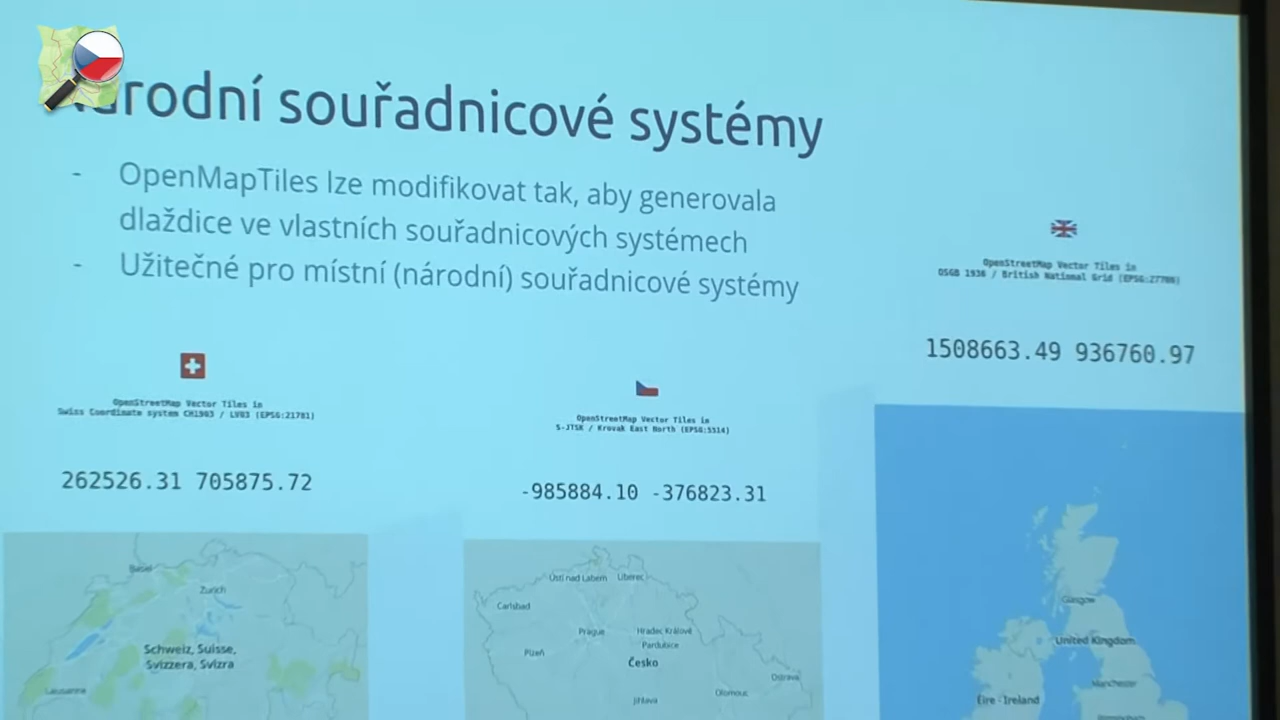 Národní souřadnicové systémy
- OpenMapTiles lze modifikovat tak, aby generovala
dlaždice ve vlastních souřadnicových systémech
- Užitečné pro místní (národní) souřadnicové systémy
OpenStreetMap Vector Tiles in
Swiss Coordinate system CH1903 / LV03 (EPSG:21781)
262526.31 705875.72
Basel
Zurich
Schweiz, Suisse,
Svizzera, Svizra
Lausanne
OpenStreetMap Vector Tiles in
S-JTSK / Krovak East North (EPSG:5514)
-985884.10 -376823.31
Ústí nad Labem
Liberec
Carlsbad
Prague
Hradec Králové
Pardubice
Plzeň
Česko
Ostrava
Olomouc
Jihlava
OpenStreetMap Vector Tiles in
OSGB 1936 / British National Grid (EPSG:27700)
1508663.49 936760.97
Glasgow
United Kingdom
Manchester
Éire - Ireland